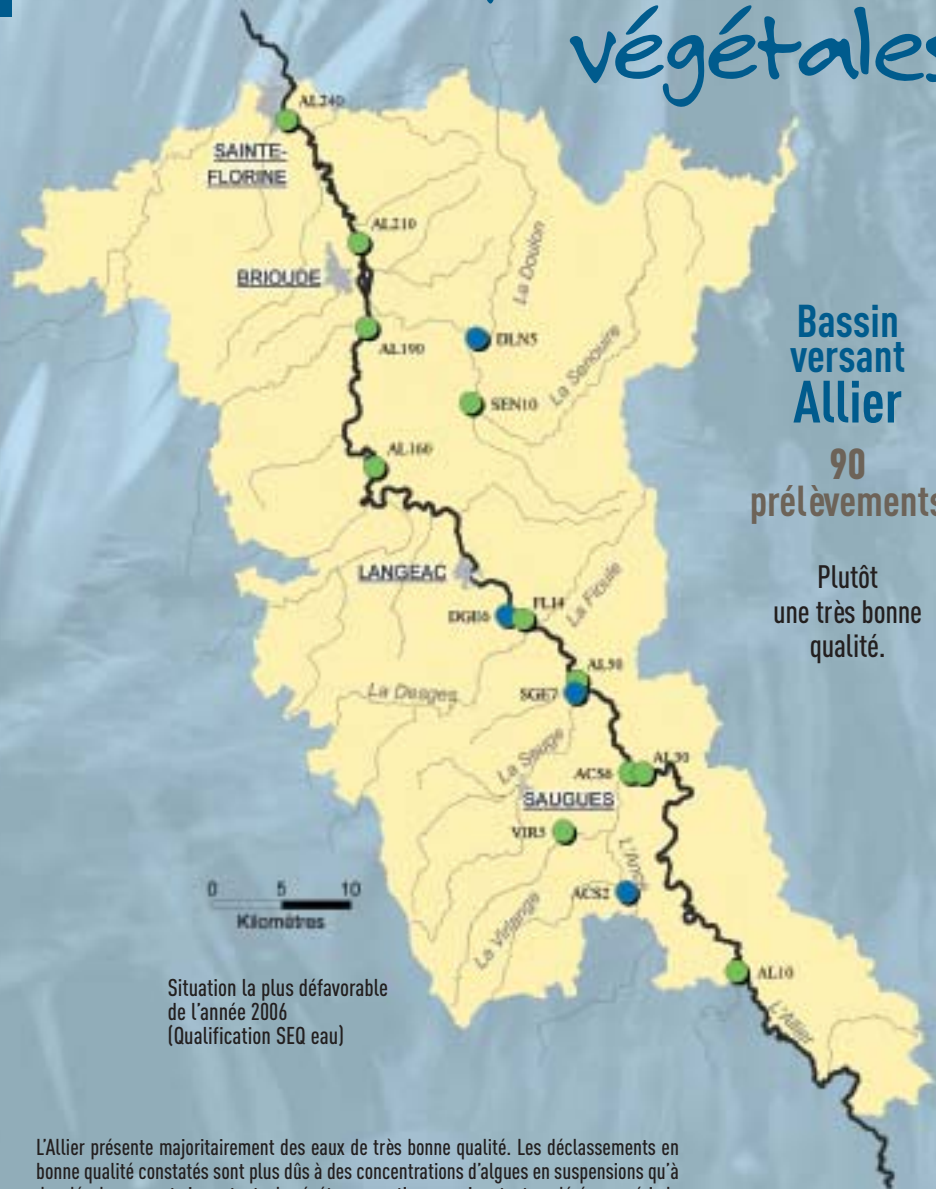 végétales
AL240
SAINTE-
FLORINE
AL210
BRIOUDE
La Doulon
DLN5
AL190
La Senouire
SEN10
AL160
LANGEAC
La Fioule
DGE6
FLI4
AL50
La Desges
SGE7
La Seuge
AL30
ACS6
SAUGUES
VIR5
ACS2
La Virlange
AL10
L'Allier
0 5 10
Kilomètres
Bassin
versant
Allier
90
prélèvements
Plutôt
une très bonne
qualité.
Situation la plus défavorable
de l'année 2006
(Qualification SEQ eau)
L'Allier présente majoritairement des eaux de très bonne qualité. Les déclassements en
bonne qualité constatés sont plus dûs à des concentrations d'algues en suspensions qu'à